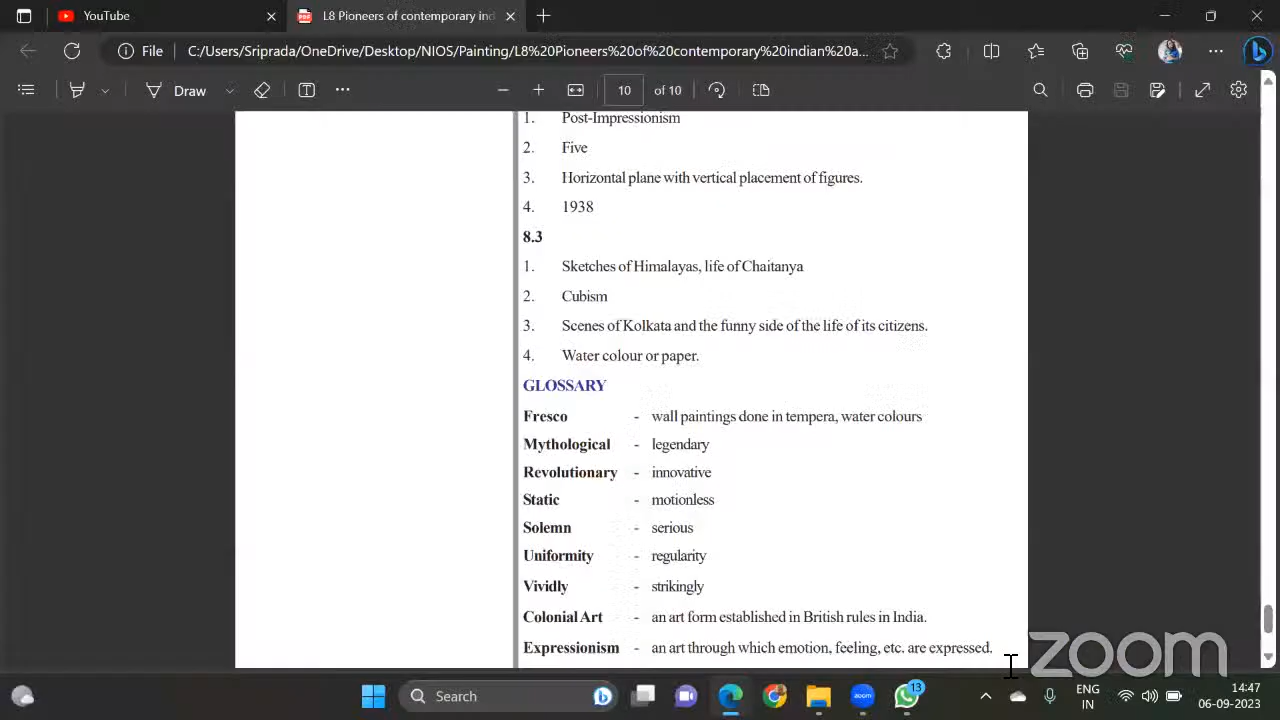 YouTube
L8 Pioneers of contemporary ind
File
C:/Users/Sriprada/OneDrive/Desktop/NIOS/Painting/L8%20Pioneers%20of%20contemporary%20indian%20a...
Draw
10 of 10
1. Post-Impressionism
2. Five
3. Horizontal plane with vertical placement of figures.
4. 1938
8.3
1. Sketches of Himalayas, life of Chaitanya
2. Cubism
3. Scenes of Kolkata and the funny side of the life of its citizens.
4. Water colour or paper.
GLOSSARY
Fresco - wall paintings done in tempera, water colours
Mythological - legendary
Revolutionary - innovative
Static - motionless
Solemn - serious
Uniformity - regularity
Vividly - strikingly
Colonial Art - an art form established in British rules in India.
Expressionism - an art through which emotion, feeling, etc. are expressed.
zoom
Search
zoom
13
ENG
IN
14:47
06-09-2023